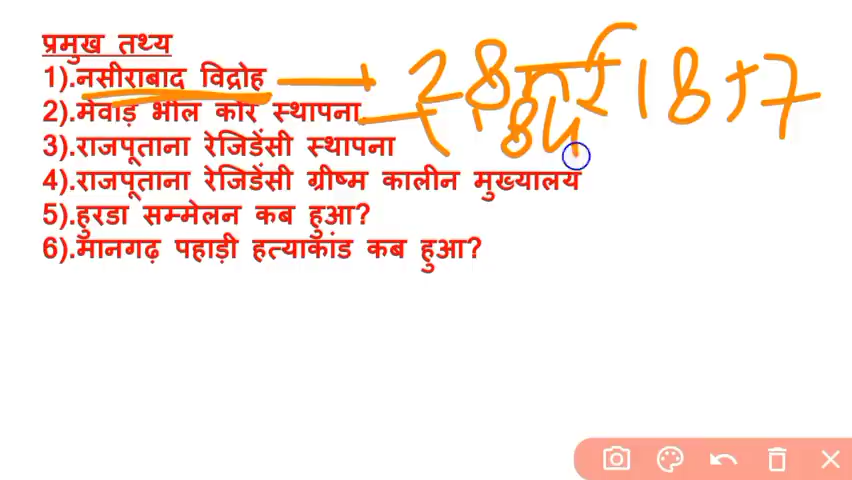 प्रमुख तथ्य
1).नसीराबाद विद्रोह → 28 मई 1857
2).मेवाड़ भील कोर स्थापना 184
3).राजपूताना रेजिडेंसी स्थापना
4).राजपूताना रेजिडेंसी ग्रीष्म कालीन मुख्यालय
5).हुरडा सम्मेलन कब हुआ?
6).मानगढ़ पहाड़ी हत्याकांड कब हुआ?